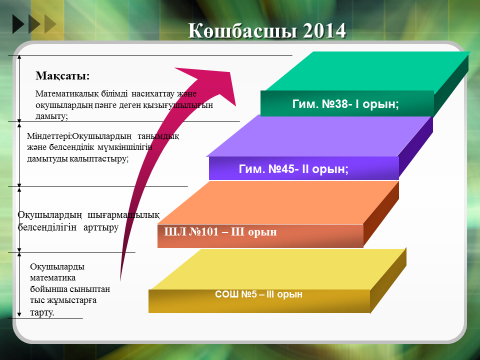 Көшбасшы 2014
Мақсаты:
Математикалық білімді насихаттау және
оқушылардың пәнге деген қызығушылығын
дамыту;
Міндеттері:Оқушылардың танымдық
және белсенділік мүмкіншілігін
дамытуды қалыптастыру;
Оқушылардың шығармашылық
белсенділігін арттыру
Оқушыларды
математика
бойынша сыныптан
тыс жұмыстарға
тарту.
Гим. №38- I орын;
Гим. №45- II орын;
ШЛ №101 – III орын
СОШ №5 – III орын